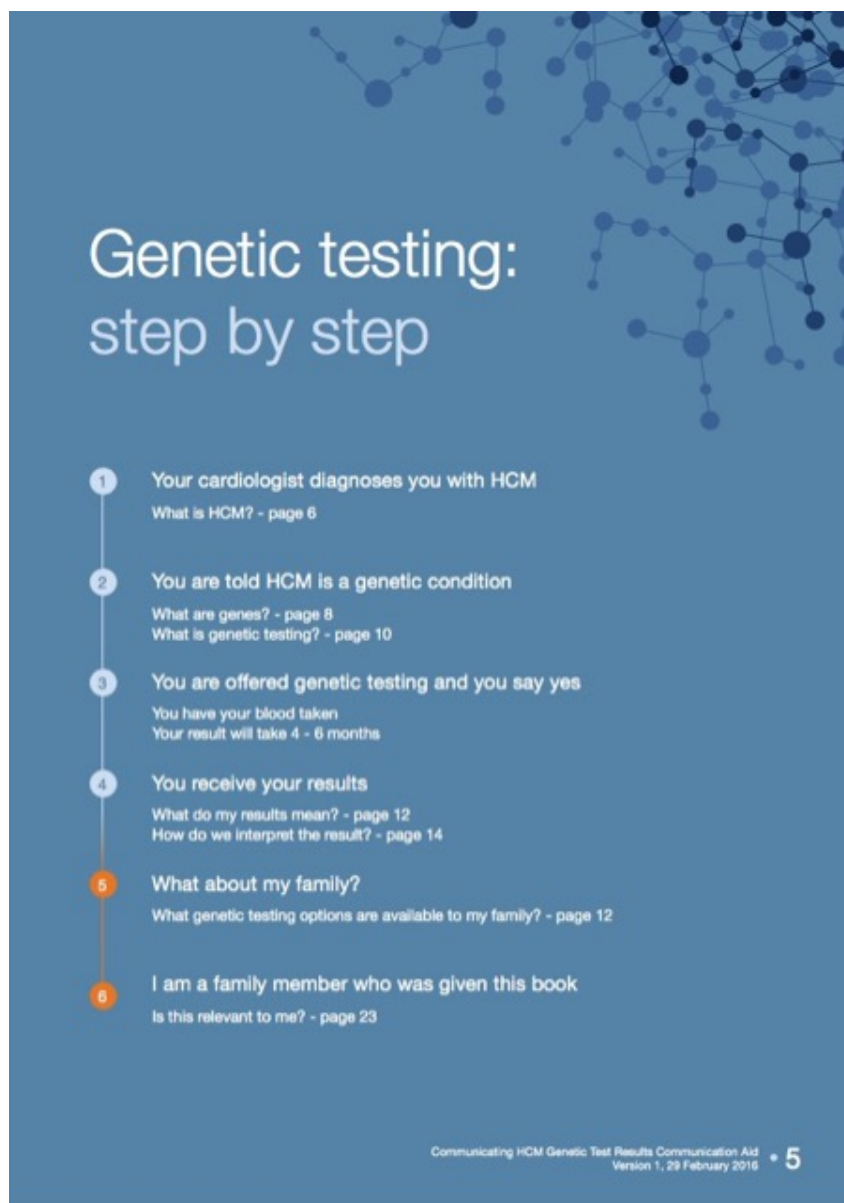 Genetic testing:
step by step
1
Your cardiologist diagnoses you with HCM
What is HCM? - page 6
2
You are told HCM is a genetic condition
What are genes? - page 8
What is genetic testing? - page 10
3
You are offered genetic testing and you say yes
You have your blood taken
Your result will take 4 - 6 months
4
You receive your results
What do my results mean? - page 12
How do we interpret the result? - page 14
5
What about my family?
What genetic testing options are available to my family? - page 12
6
I am a family member who was given this book
Is this relevant to me? - page 23
Communicating HCM Genetic Test Results Communication Aid
Version 1, 29 February 2016
• 5